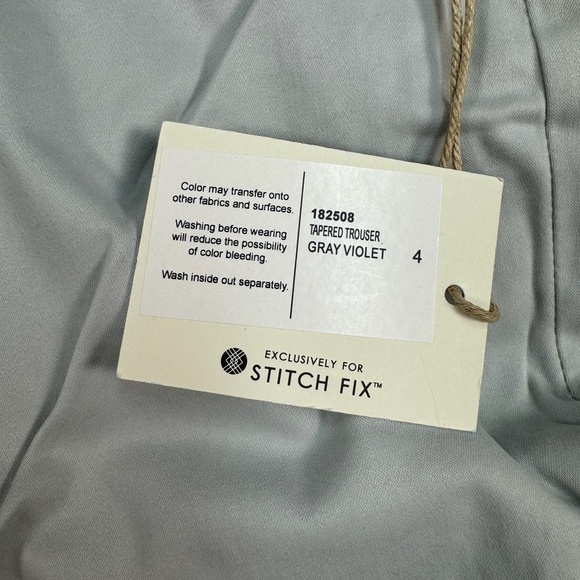 Color may transfer onto
other fabrics and surfaces.
Washing before wearing
will reduce the possibility
of color bleeding.
Wash inside out separately.
182508
TAPERED TROUSER
GRAY VIOLET 4
EXCLUSIVELY FOR
STITCH FIX™